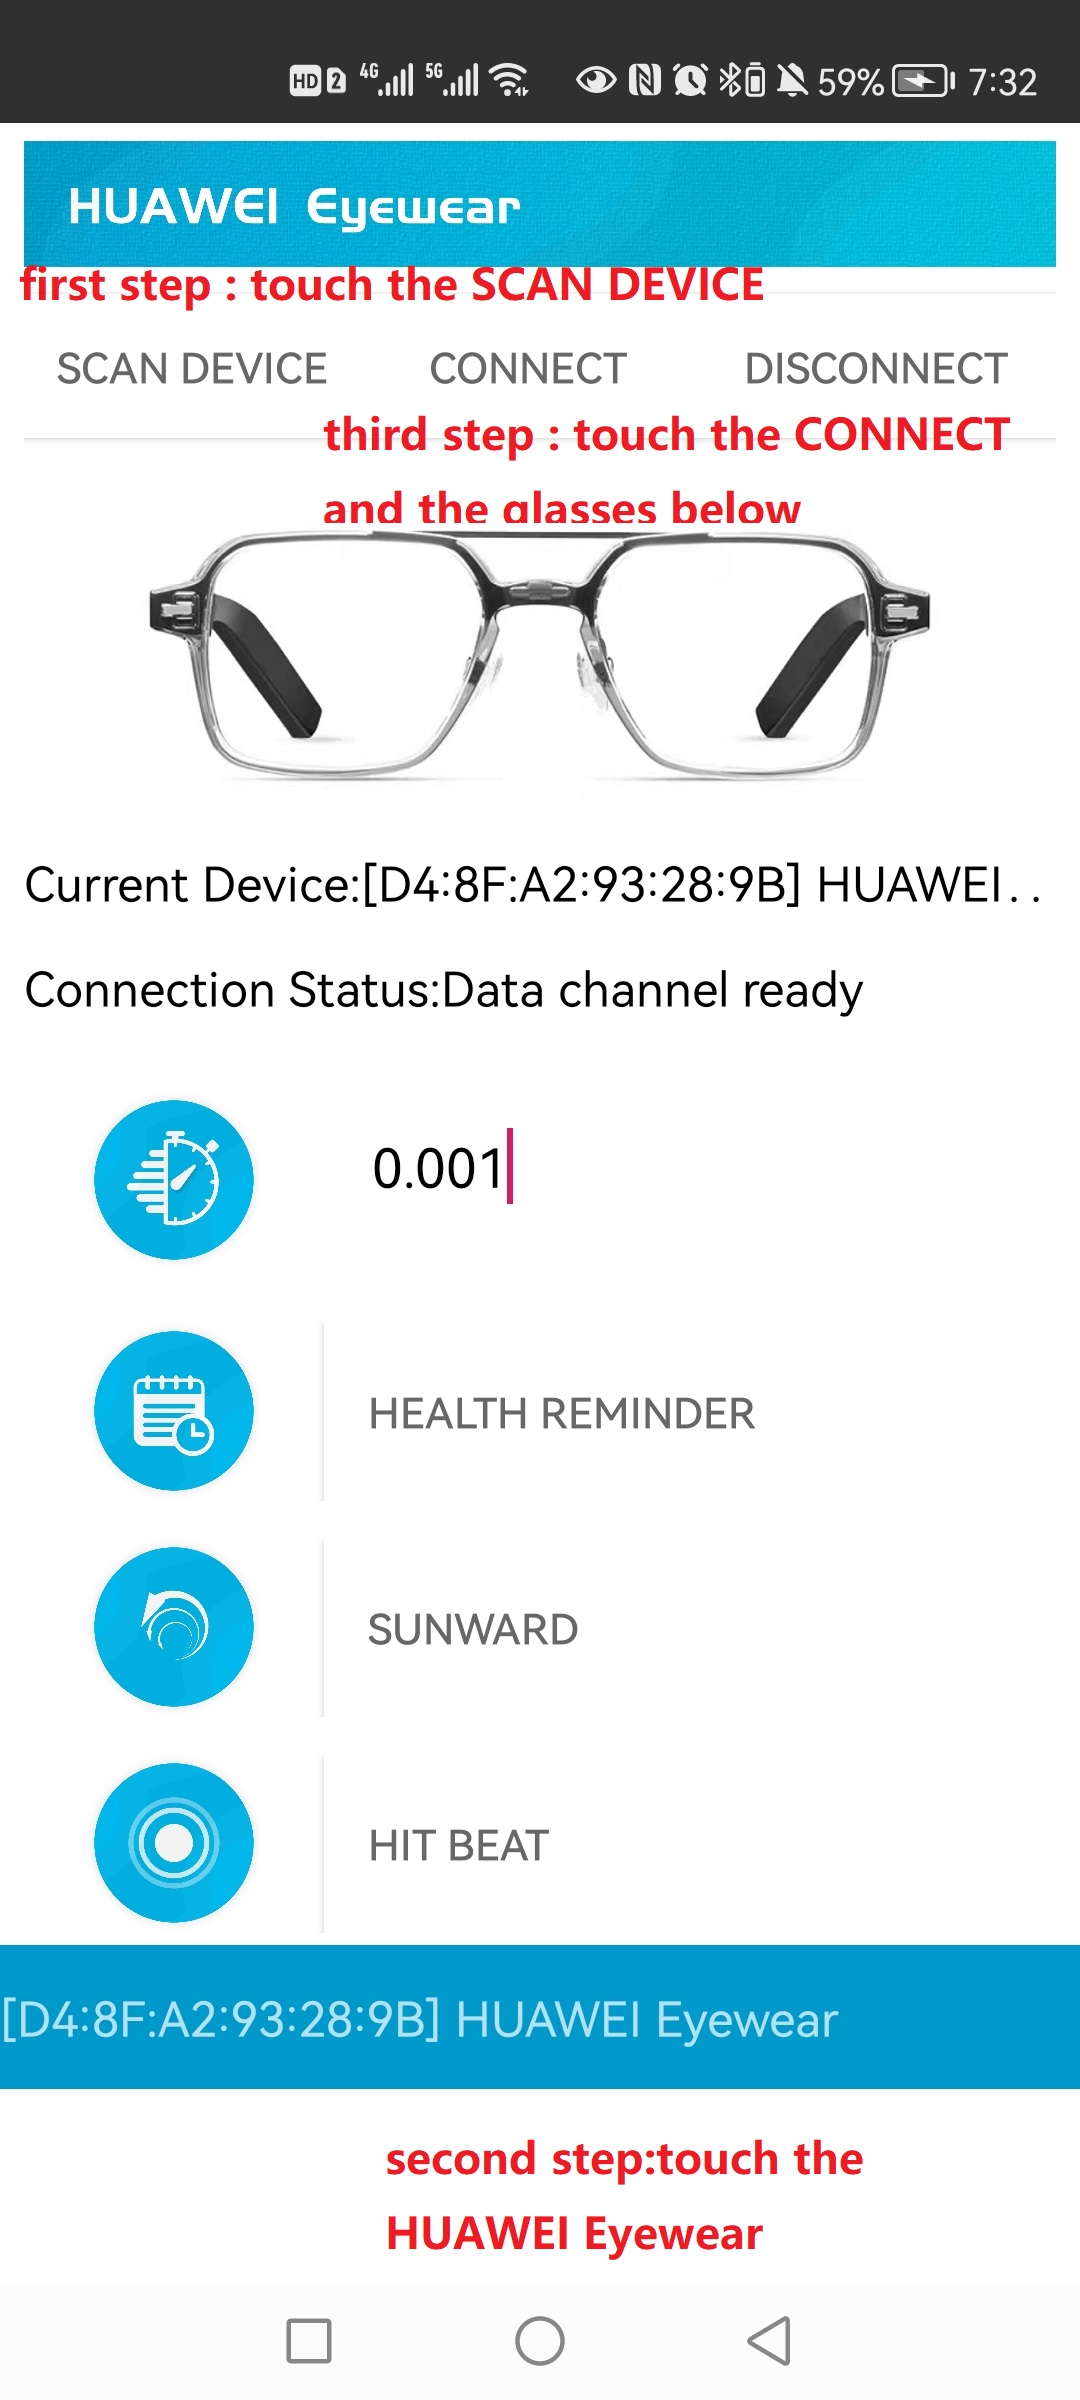 HD 2 4G 5G 59% 7:32
HUAWEI Eyewear
first step : touch the SCAN DEVICE
SCAN DEVICE CONNECT DISCONNECT
third step : touch the CONNECT
and the glasses below
Current Device:[D4:8F:A2:93:28:9B] HUAWEI..
Connection Status:Data channel ready
0.001
HEALTH REMINDER
SUNWARD
HIT BEAT
[D4:8F:A2:93:28:9B] HUAWEI Eyewear
second step:touch the
HUAWEI Eyewear